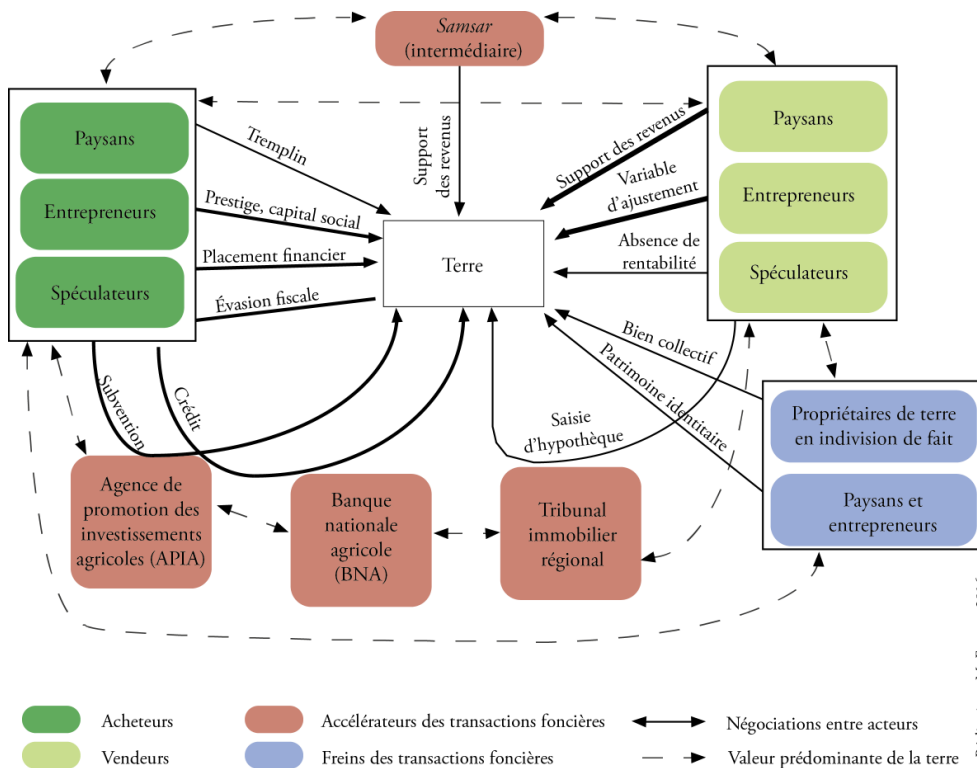 Samsar
(intermédiaire)
Paysans
Entrepreneurs
Spéculateurs
Tremplin
Prestige, capital social
Placement financier
Évasion fiscale
Support
des revenus
Terre
Support des revenus
Variable
d'ajustement
Absence de
rentabilité
Paysans
Entrepreneurs
Spéculateurs
Subvention
Crédit
Saisie
d'hypothèque
Bien collectif
Patrimoine identitaire
Propriétaires de terre
en indivision de fait
Paysans et
entrepreneurs
Agence de
promotion des
investissements
agricoles (APIA)
Banque
nationale
agricole
(BNA)
Tribunal
immobilier
régional
Acheteurs
Vendeurs
Accélérateurs des transactions foncières
Freins des transactions foncières
Négociations entre acteurs
Valeur prédominante de la terre